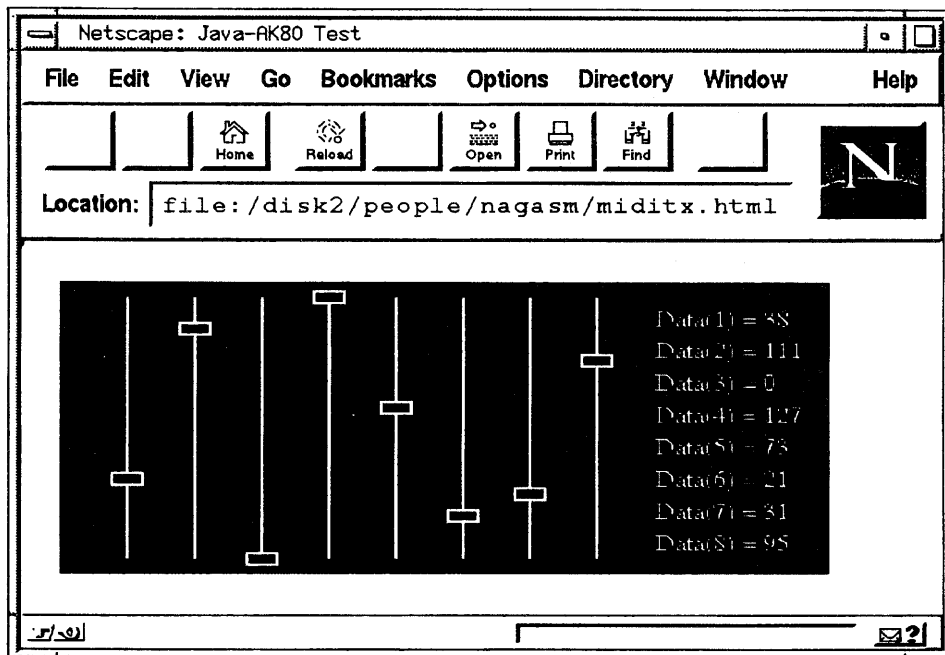 Netscape: Java-AK80 Test
File Edit View Go Bookmarks Options Directory Window Help
Home Reload Open Print Find
N
Location: file:/disk2/people/nagasm/miditx.html
Data(1) = 38
Data(2) = 111
Data(3) = 0
Data(4) = 127
Data(5) = 73
Data(6) = 21
Data(7) = 31
Data(8) = 95
?